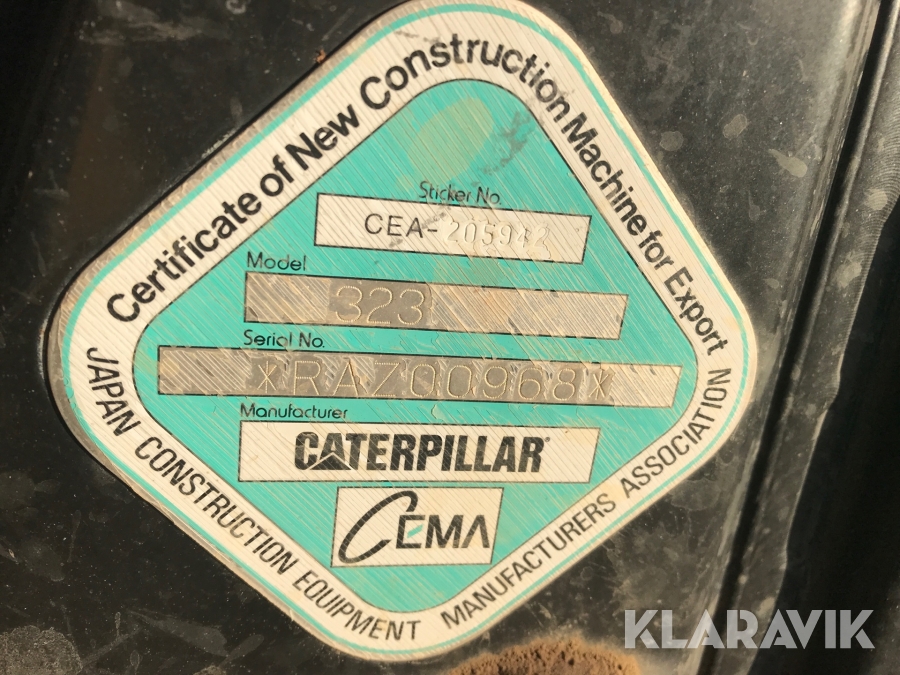 Certificate of New Construction Machine for Export
Sticker No.
CEA-205942
Model
323
Serial No.
*RAZ00968*
Manufacturer
CATERPILLAR
CEMA
JAPAN CONSTRUCTION EQUIPMENT MANUFACTURERS ASSOCIATION
KLARAVIK